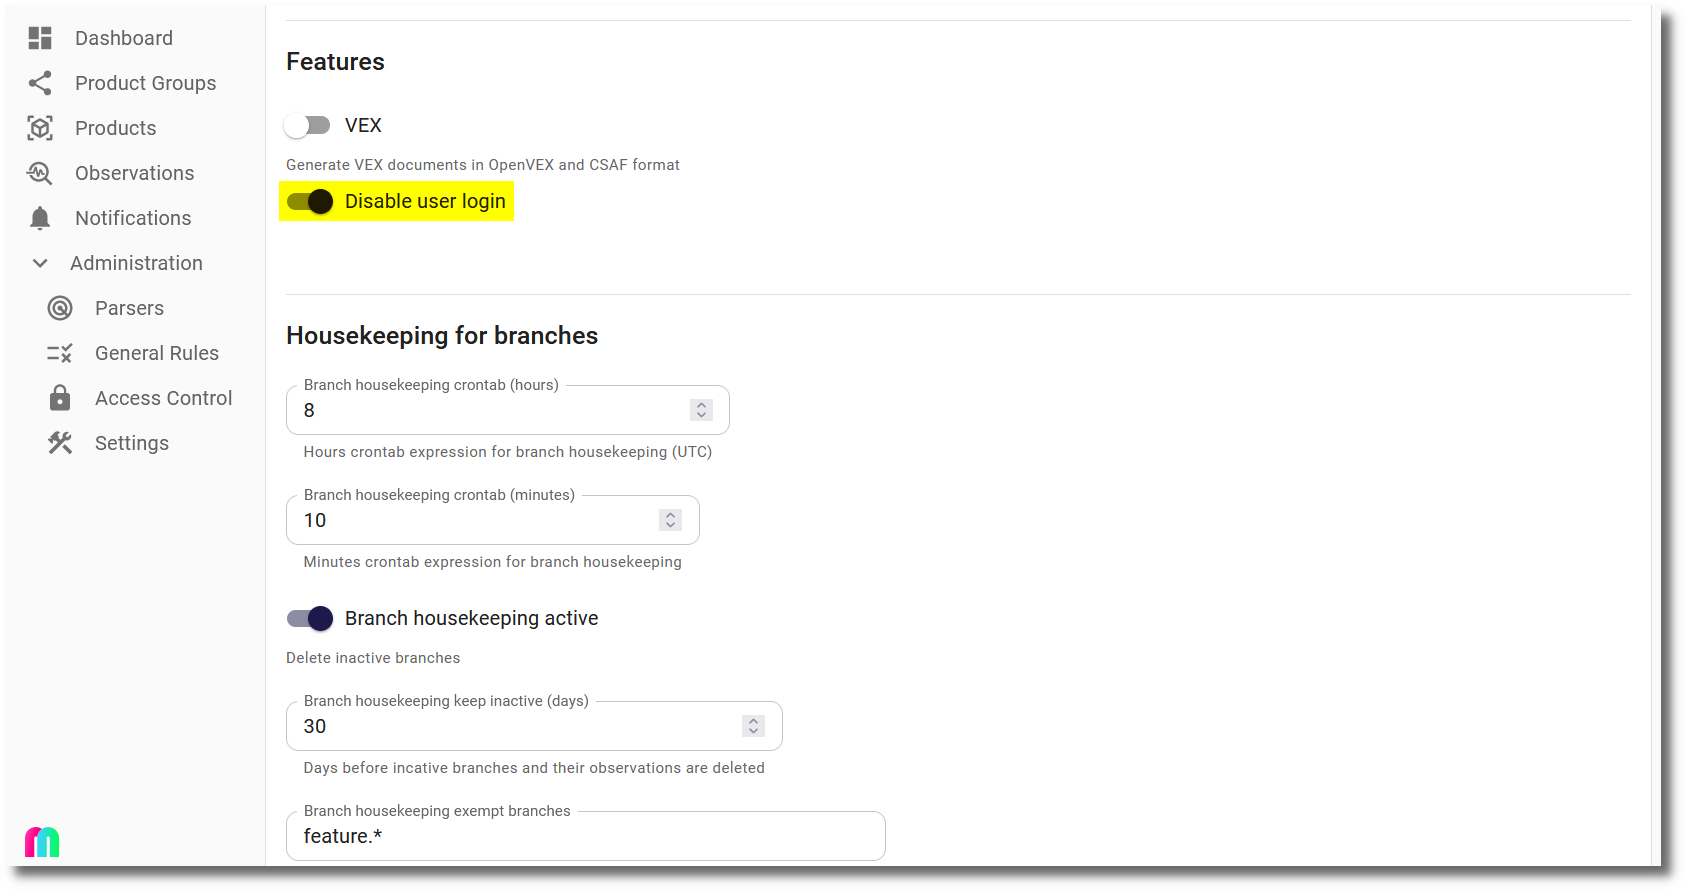 Dashboard
Product Groups
Products
Observations
Notifications
Administration
Parsers
General Rules
Access Control
Settings
Features
VEX
Generate VEX documents in OpenVEX and CSAF format
Disable user login
Housekeeping for branches
Branch housekeeping crontab (hours)
8
Hours crontab expression for branch housekeeping (UTC)
Branch housekeeping crontab (minutes)
10
Minutes crontab expression for branch housekeeping
Branch housekeeping active
Delete inactive branches
Branch housekeeping keep inactive (days)
30
Days before incative branches and their observations are deleted
Branch housekeeping exempt branches
feature.*